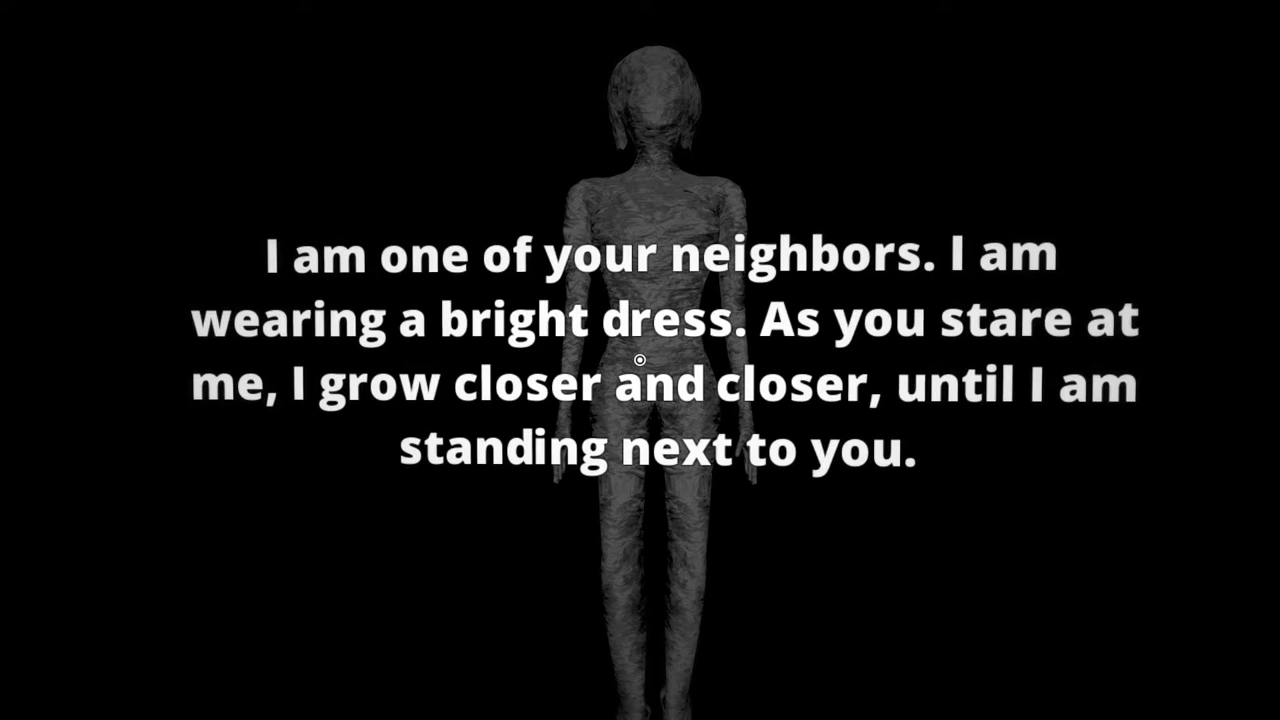 I am one of your neighbors. I am
wearing a bright dress. As you stare at
me, I grow closer and closer, until I am
standing next to you.